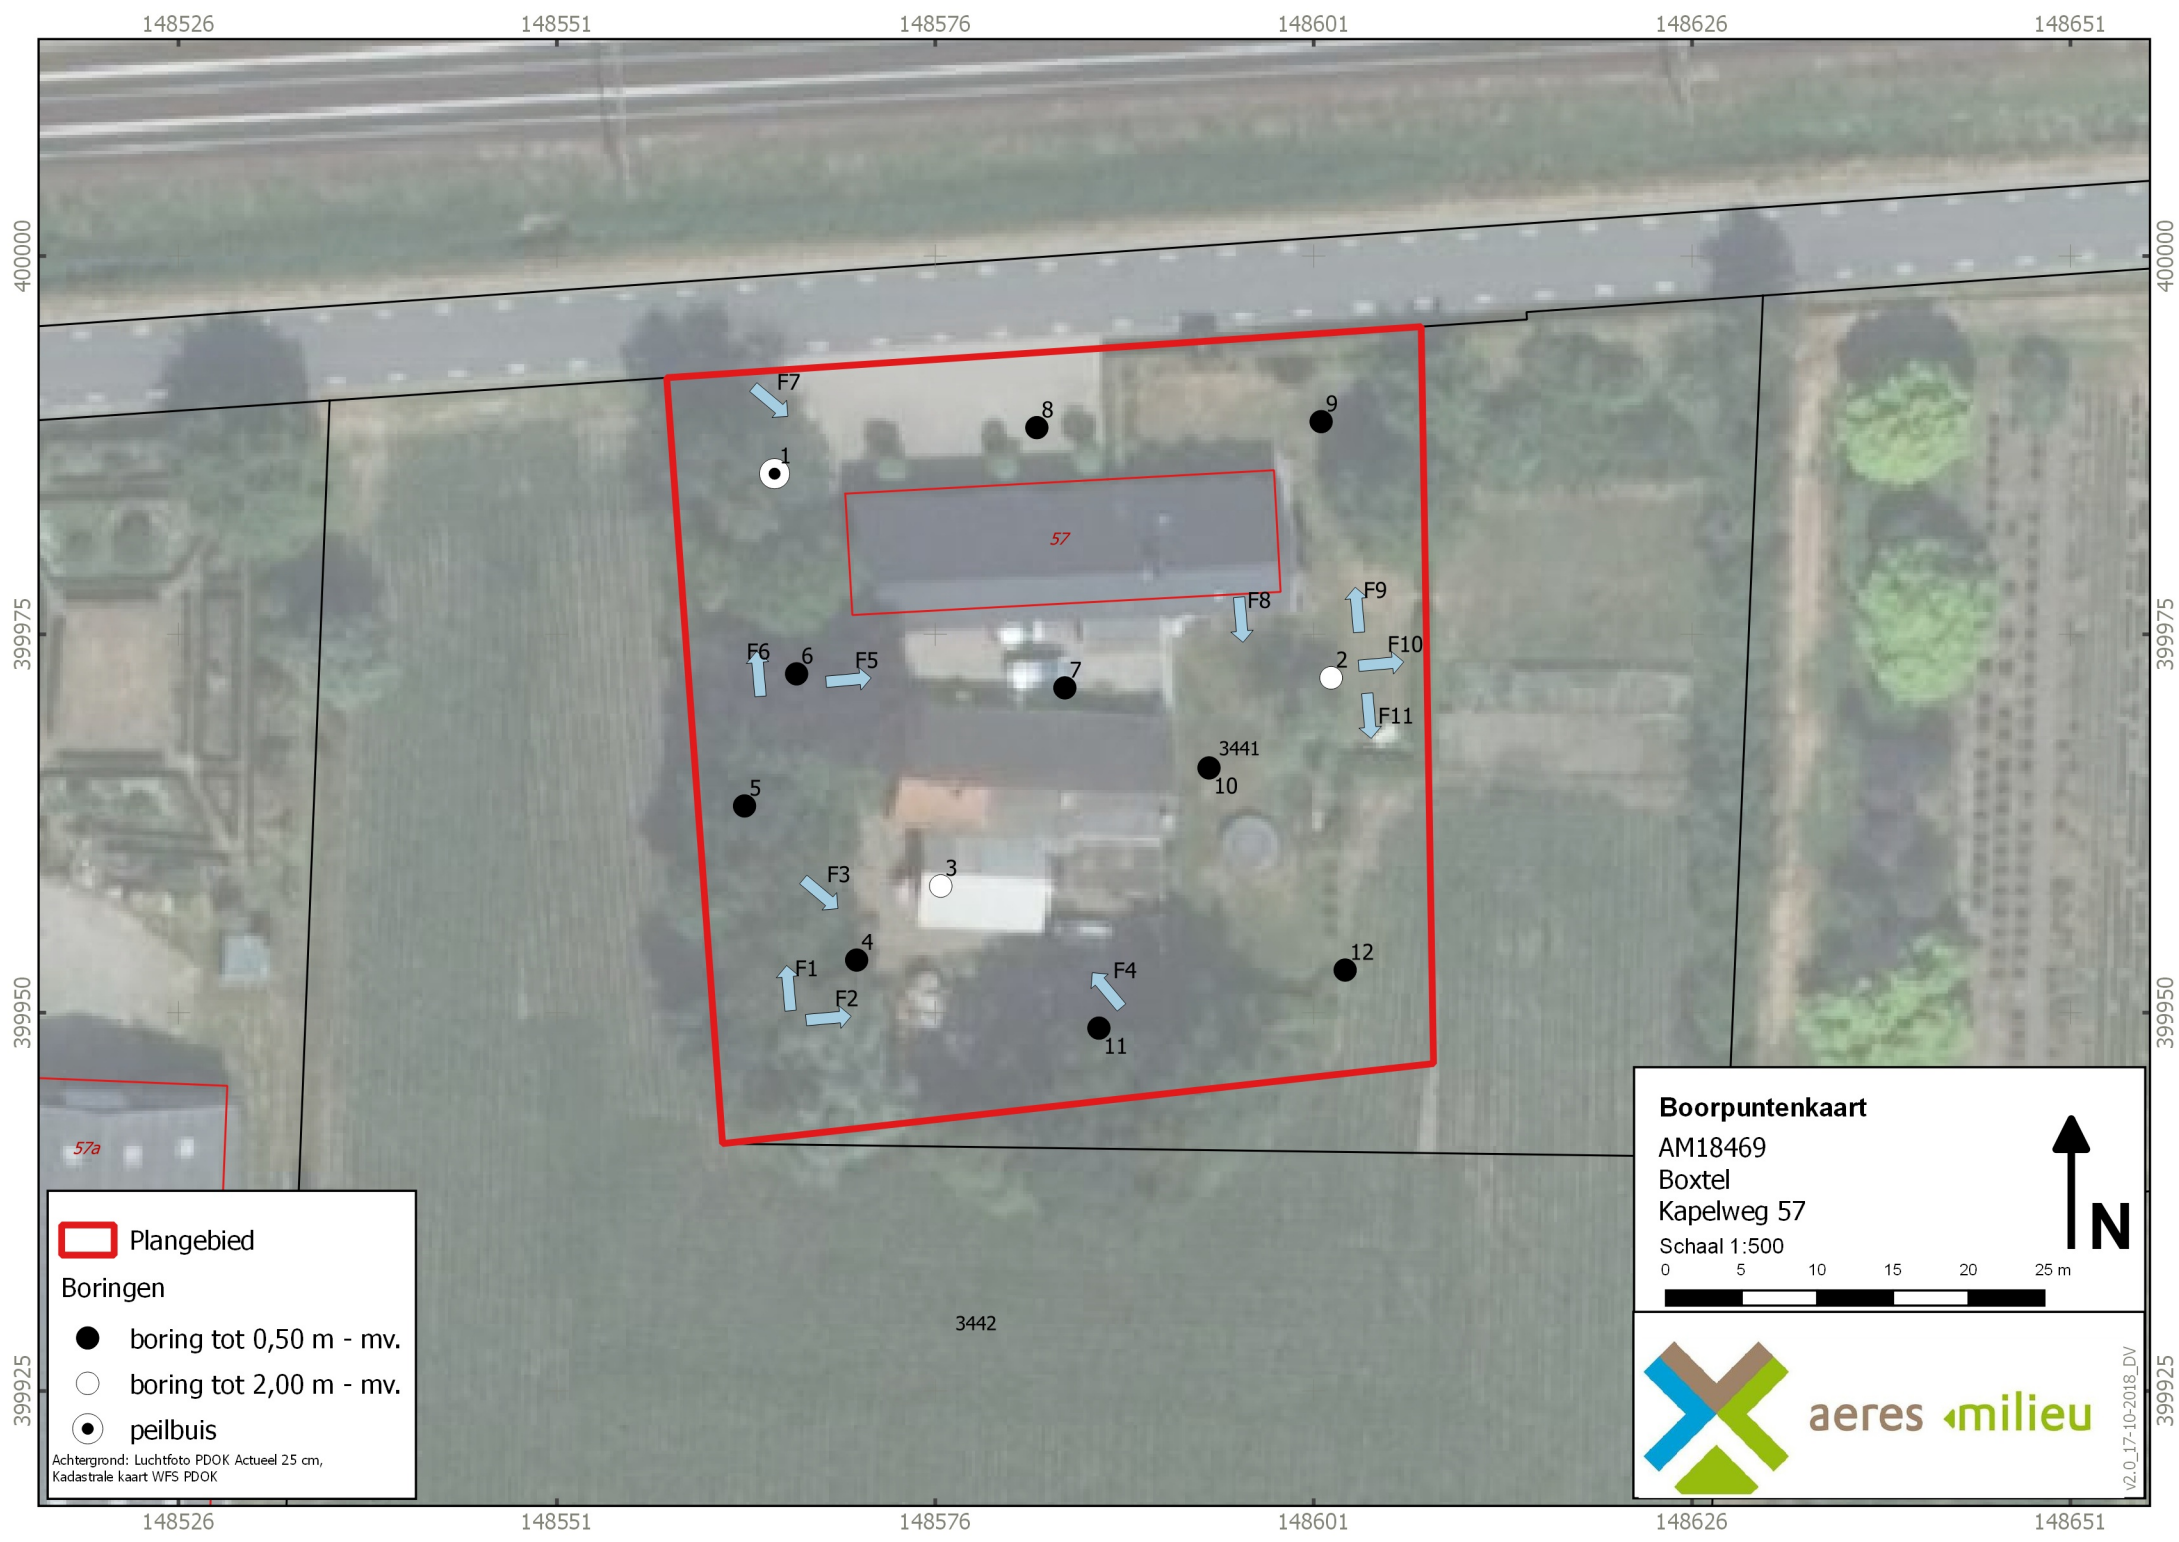 148526 148551 148576 148601 148626 148651
400000 400000
F7
8
9
1
57
F8
F9
F6
6
F5
7
2
F10
399975 399975
F11
3441
10
5
3
F3
4
12
F1
F4
F2
11
399950 399950
57a
3442
Plangebied
Boringen
boring tot 0,50 m - mv.
boring tot 2,00 m - mv.
peilbuis
Achtergrond: Luchtfoto PDOK Actueel 25 cm,
Kadastrale kaart WFS PDOK
Boorpuntenkaart
AM18469
Boxtel
Kapelweg 57
Schaal 1:500
0 5 10 15 20 25 m
N
aeres milieu
v2.0_17-10-2018_DV
399925 399925
148526 148551 148576 148601 148626 148651